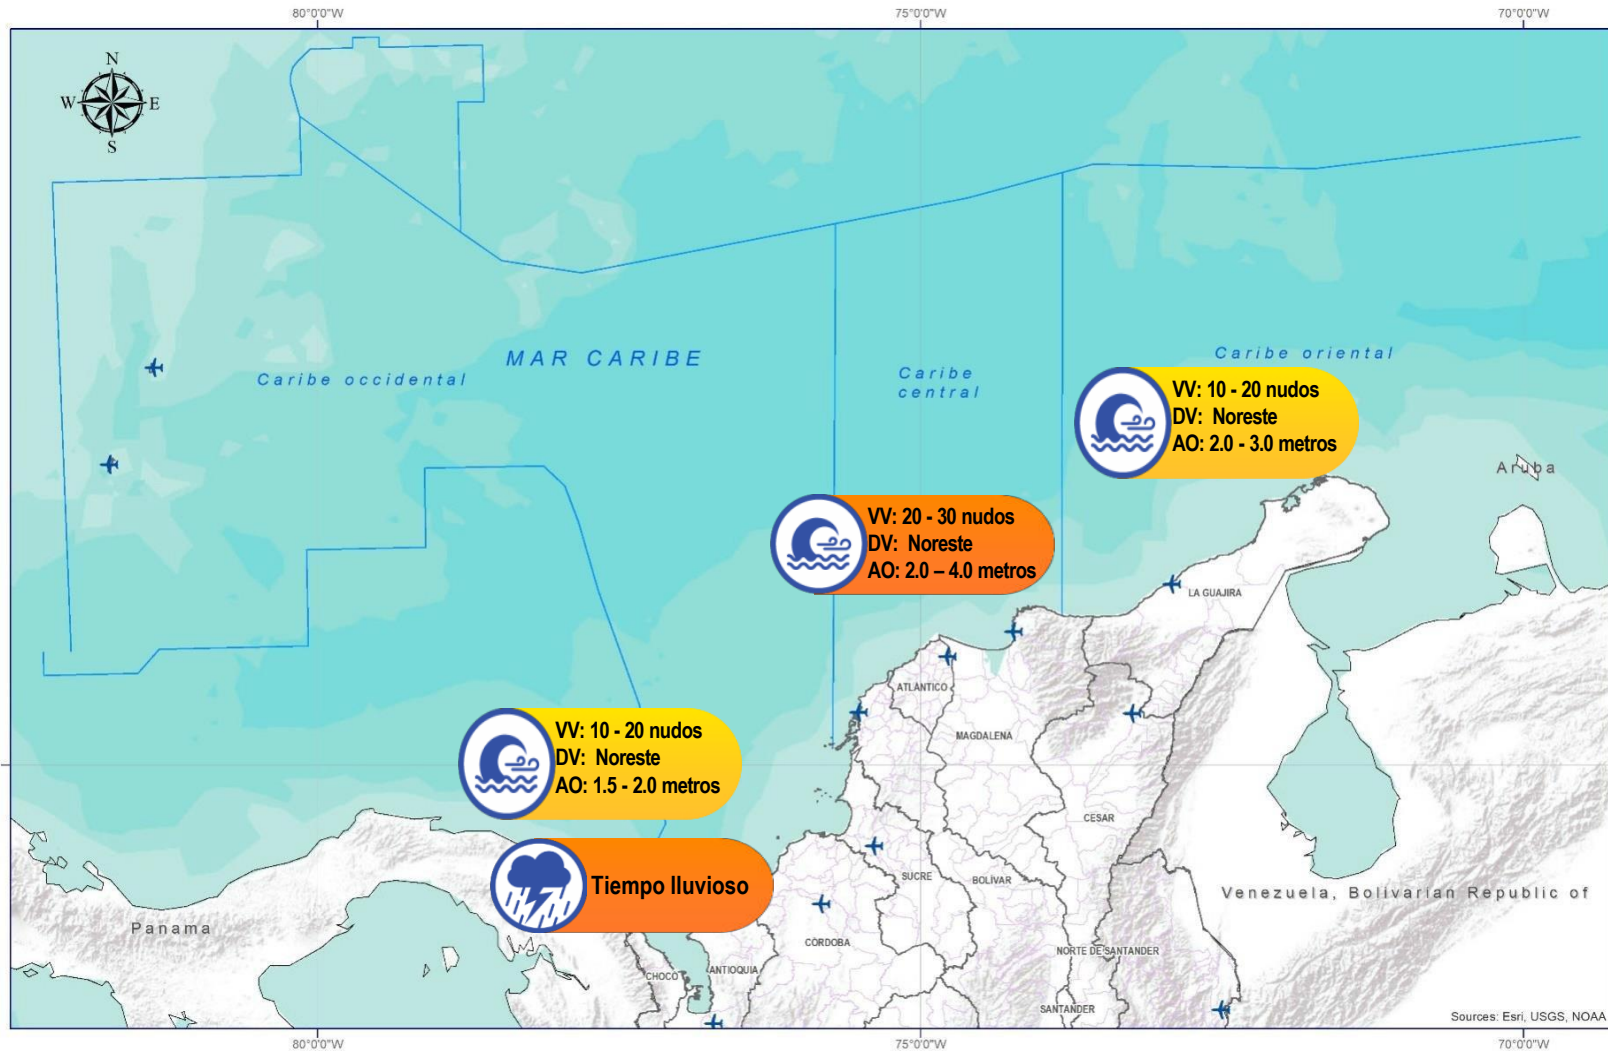 80°0'0"W
75°0'0"W
70°0'0"W
N
W
E
S
MAR CARIBE
Caribe occidental
Caribe
central
Caribe oriental
VV: 10 - 20 nudos
DV: Noreste
AO: 2.0 - 3.0 metros
Aruba
VV: 20 - 30 nudos
DV: Noreste
AO: 2.0 – 4.0 metros
LA GUAJIRA
ATLÁNTICO
MAGDALENA
VV: 10 - 20 nudos
DV: Noreste
AO: 1.5 - 2.0 metros
CESAR
Tiempo lluvioso
SUCRE
BOLÍVAR
Venezuela, Bolivarian Republic of
Panama
CÓRDOBA
NORTE DE SANTANDER
CHOCÓ
ANTIOQUIA
SANTANDER
Sources: Esri, USGS, NOAA
80°0'0"W
75°0'0"W
70°0'0"W